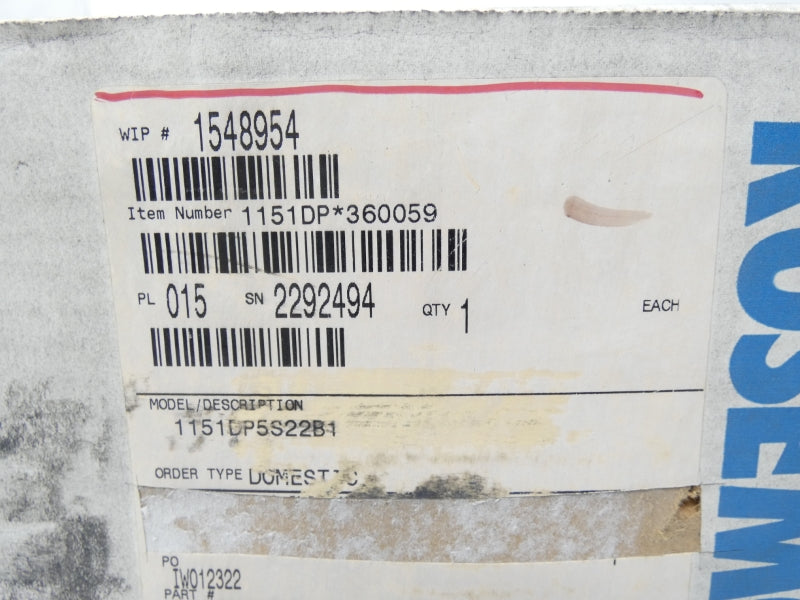 WIP # 1548954
Item Number 1151DP*360059
PL 015 SN 2292494 QTY 1 EACH
MODEL/DESCRIPTION
1151DP5S22B1
ORDER TYPE DOMESTIC
PO
IW012322
PART #
ROSEM